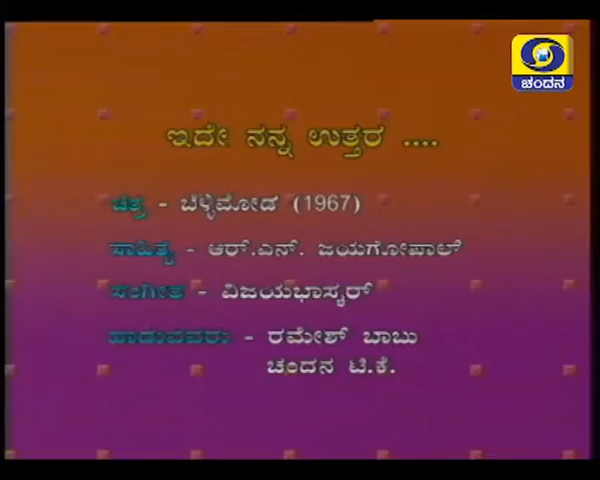 ಚಂದನ
ಇದೇ ನನ್ನ ಉತ್ತರ ....
ಚಿತ್ರ - ಬೆಳ್ಳಿಮೋಡ (1967)
ಸಾಹಿತ್ಯ - ಆರ್.ಎನ್. ಜಯಗೋಪಾಲ್
ಸಂಗೀತ - ವಿಜಯಭಾಸ್ಕರ್
ಹಾಡುವವರು - ರಮೇಶ್ ಬಾಬು
ಚಂದನ ಟಿ.ಕೆ.